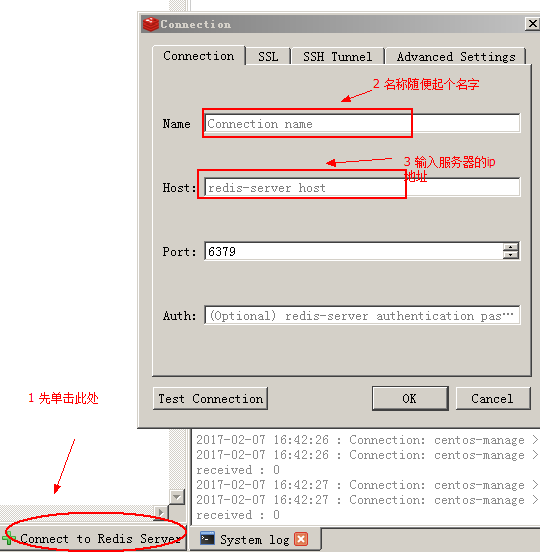 Connection
Connection SSL SSH Tunnel Advanced Settings
2 名称随便起个名字
Name Connection name
3 输入服务器的ip
地址
Host: redis-server host
Port: 6379
Auth: (Optional) redis-server authentication pas…
Test Connection OK Cancel
1 先单击此处
2017-02-07 16:42:26 : Connection: centos-manage >
2017-02-07 16:42:26 : Connection: centos-manage >
received : 0
2017-02-07 16:42:27 : Connection: centos-manage >
2017-02-07 16:42:27 : Connection: centos-manage >
received : 0
Connect to Redis Server System log